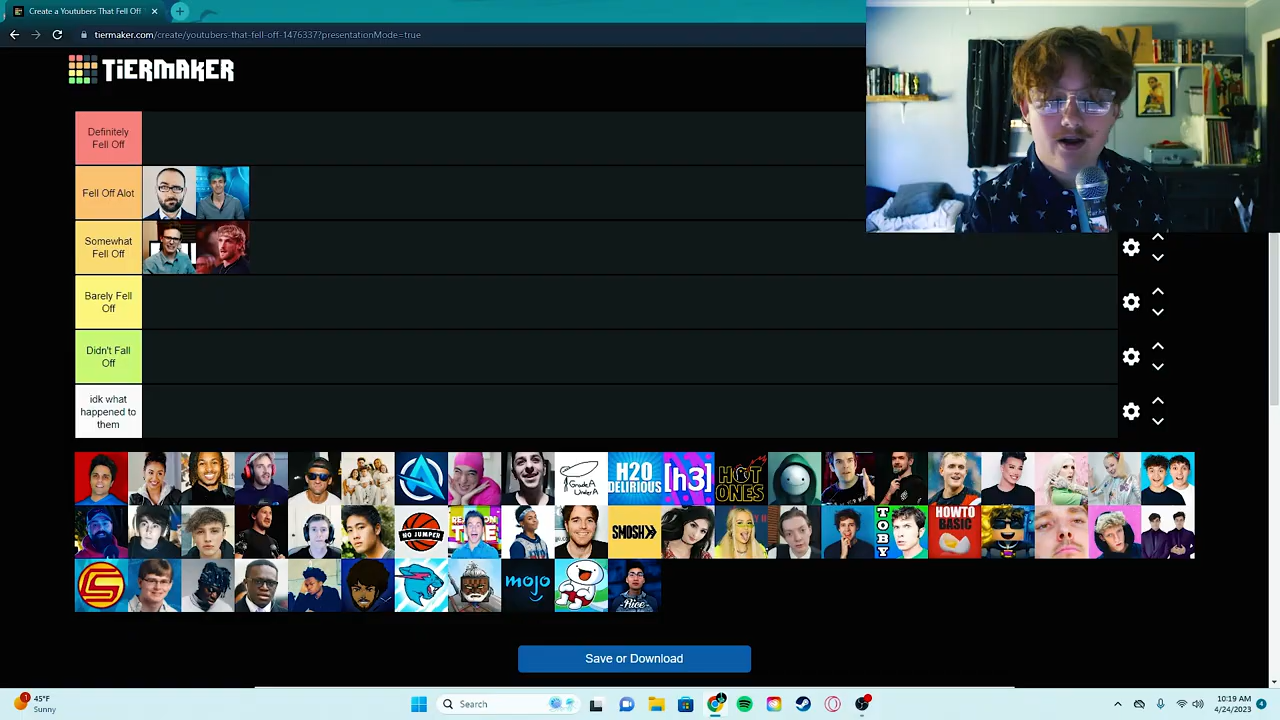 Create a Youtubers That Fell Off
tiermaker.com/create/youtubers-that-fell-off-1476337?presentationMode=true
TiERMAKER
Definitely
Fell Off
Fell Off Alot
Somewhat
Fell Off
Barely Fell
Off
Didn't Fall
Off
idk what
happened to
them
Grade A
Under A
H2O
DELIRIOUS
[h3]
HOT
ONES
NO JUMPER
SMOSH
TOBY
HOWTO
BASIC
mojo
Rice
Save or Download
1
45°F
Sunny
Search
10:19 AM
4/24/2023
4